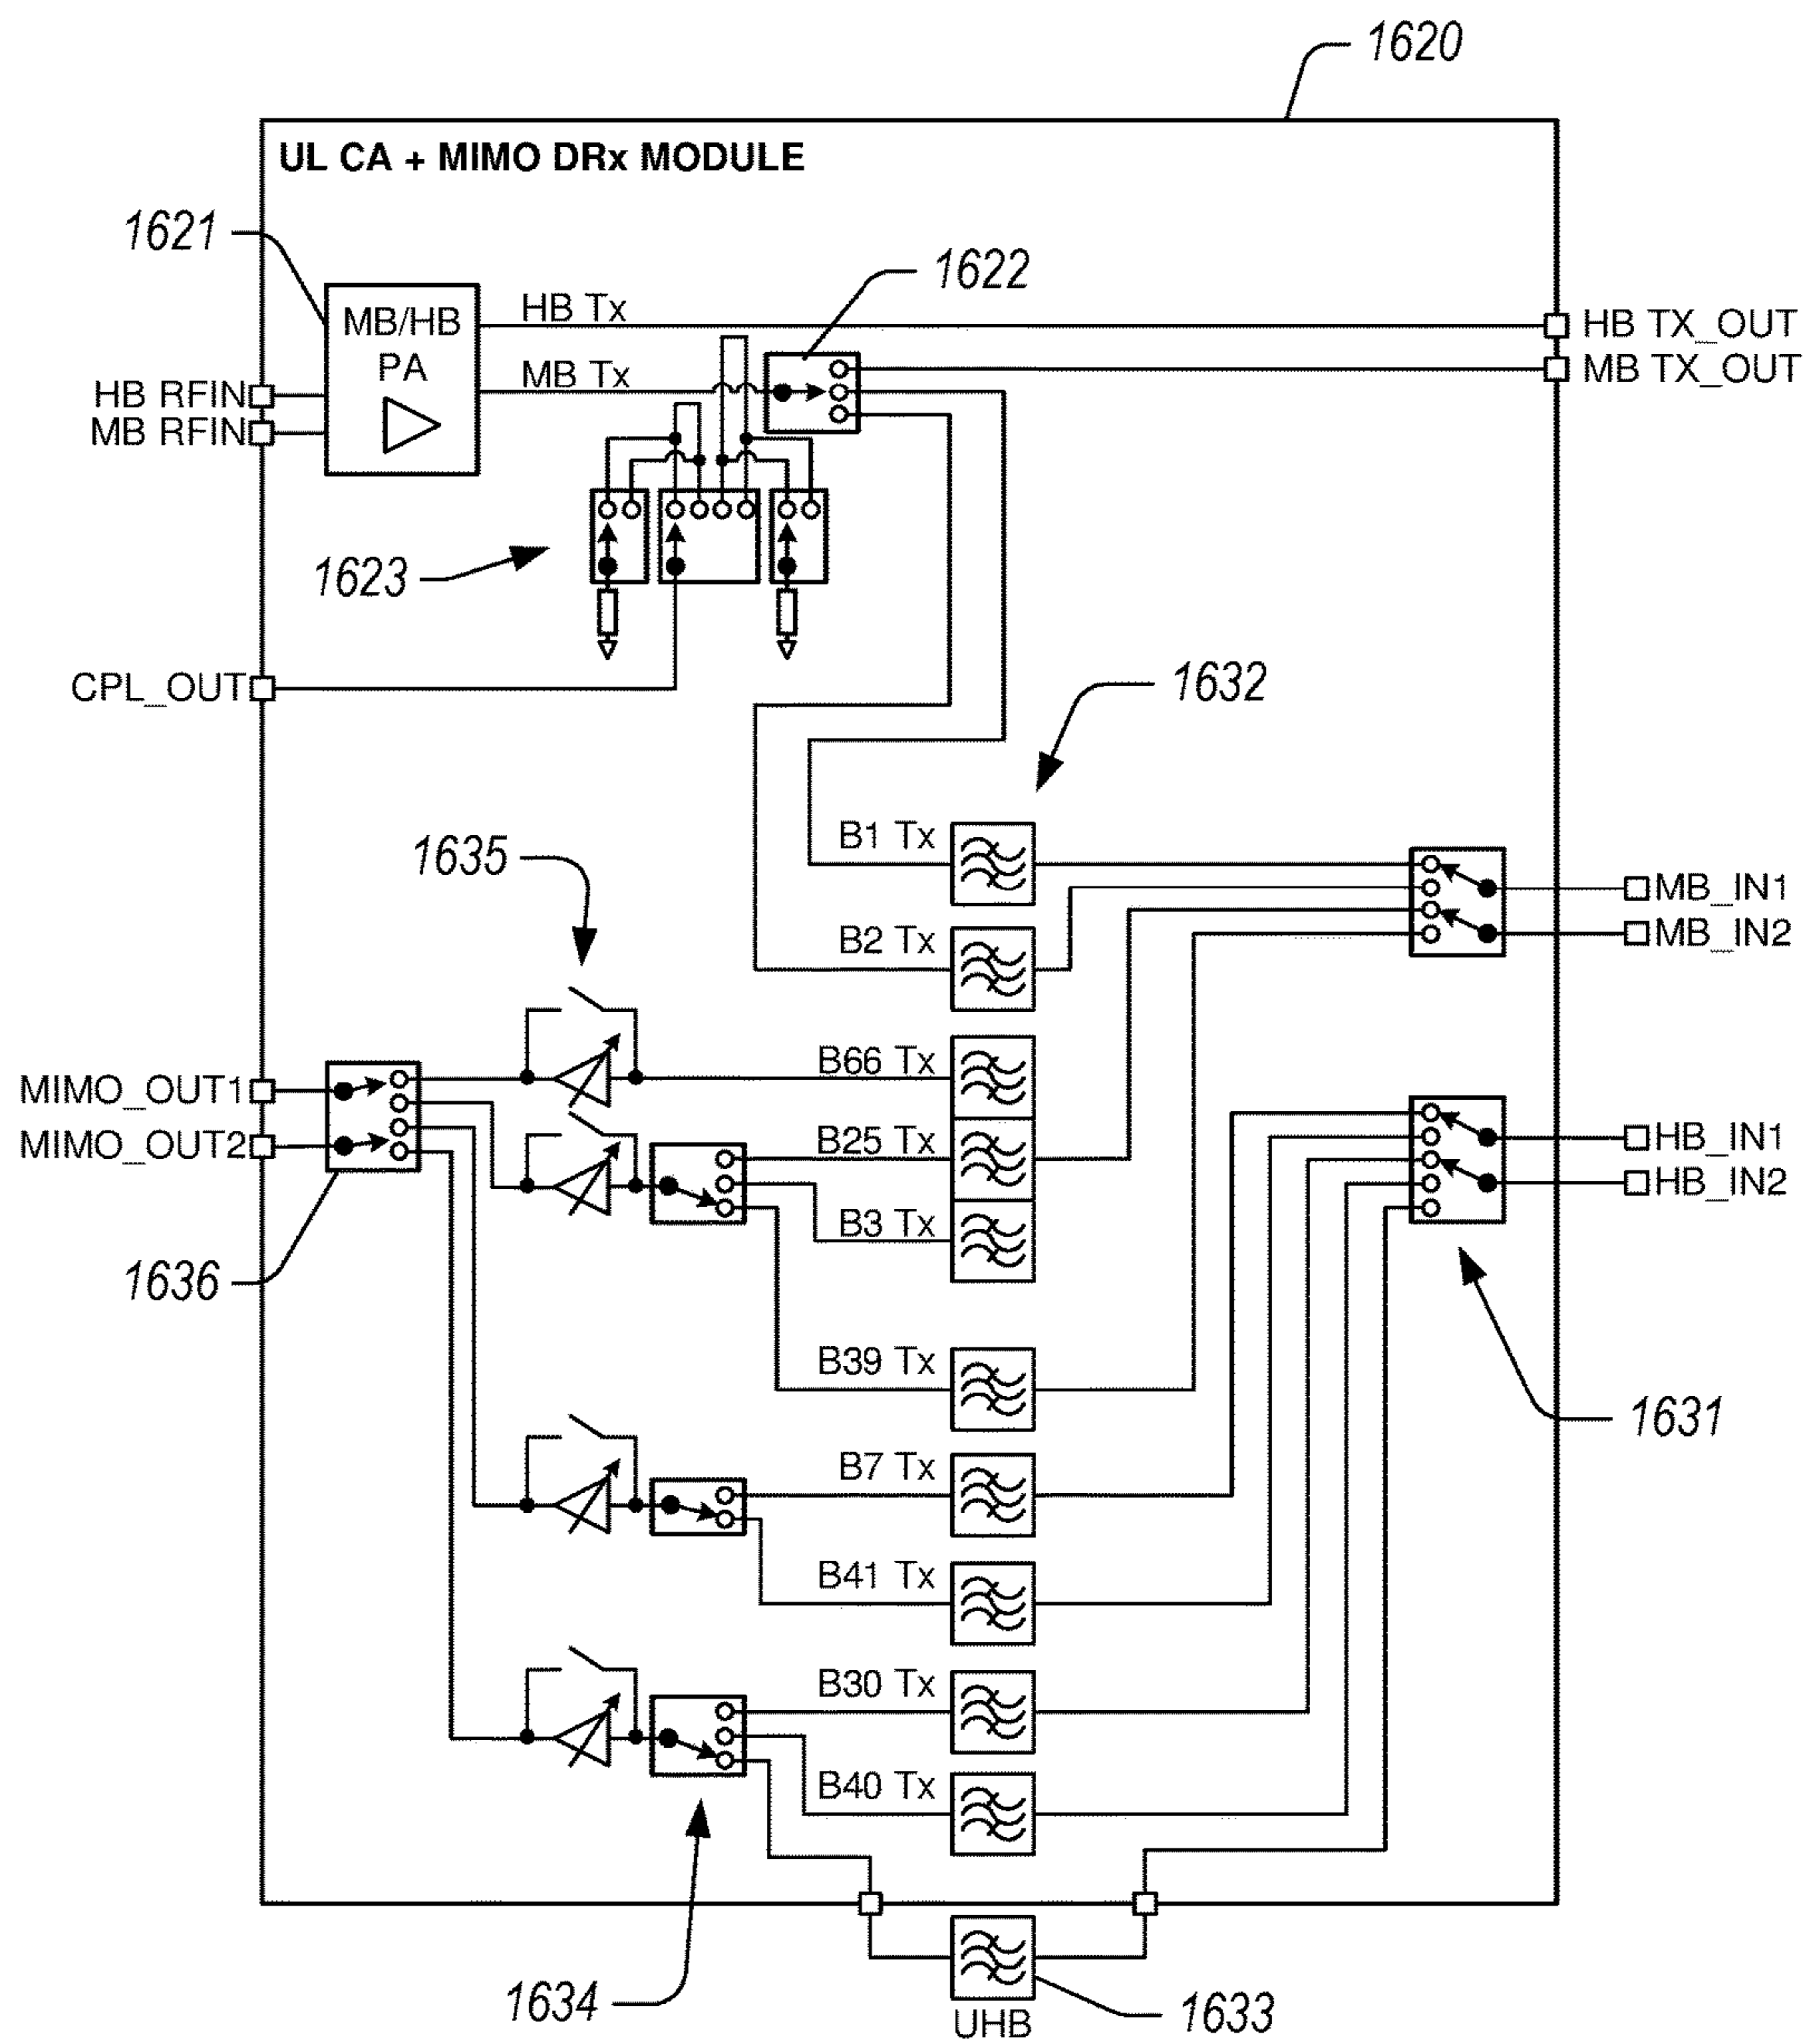 1620
UL CA + MIMO DRx MODULE
1621
1622
MB/HB
PA
HB Tx
MB Tx
HB TX_OUT
MB TX_OUT
HB RFIN
MB RFIN
1623
CPL_OUT
1632
1635
B1 Tx
MB_IN1
MB_IN2
B2 Tx
B66 Tx
MIMO_OUT1
MIMO_OUT2
B25 Tx
HB_IN1
HB_IN2
B3 Tx
1636
B39 Tx
1631
B7 Tx
B41 Tx
B30 Tx
B40 Tx
1634
1633
UHB